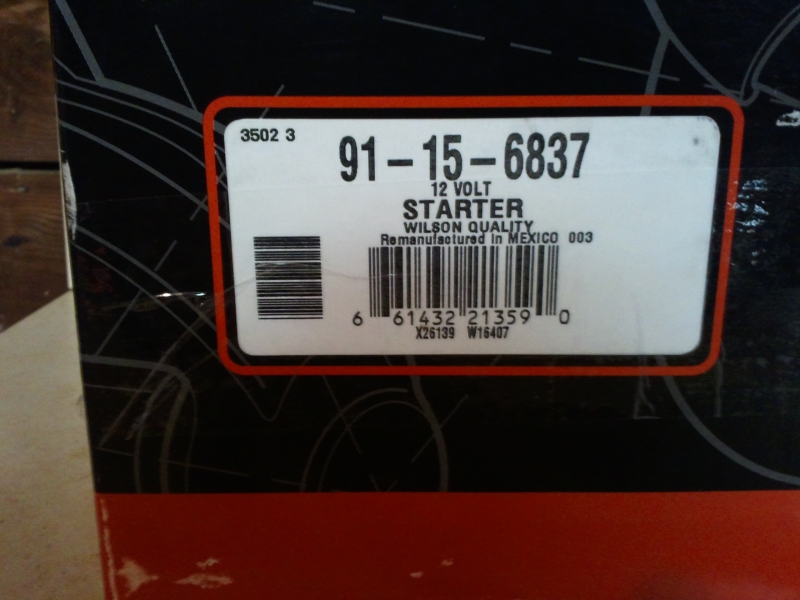 3502 3
91-15-6837
12 VOLT
STARTER
WILSON QUALITY
Remanufactured in MEXICO 003
6 61432 21359 0
X26139 W16407